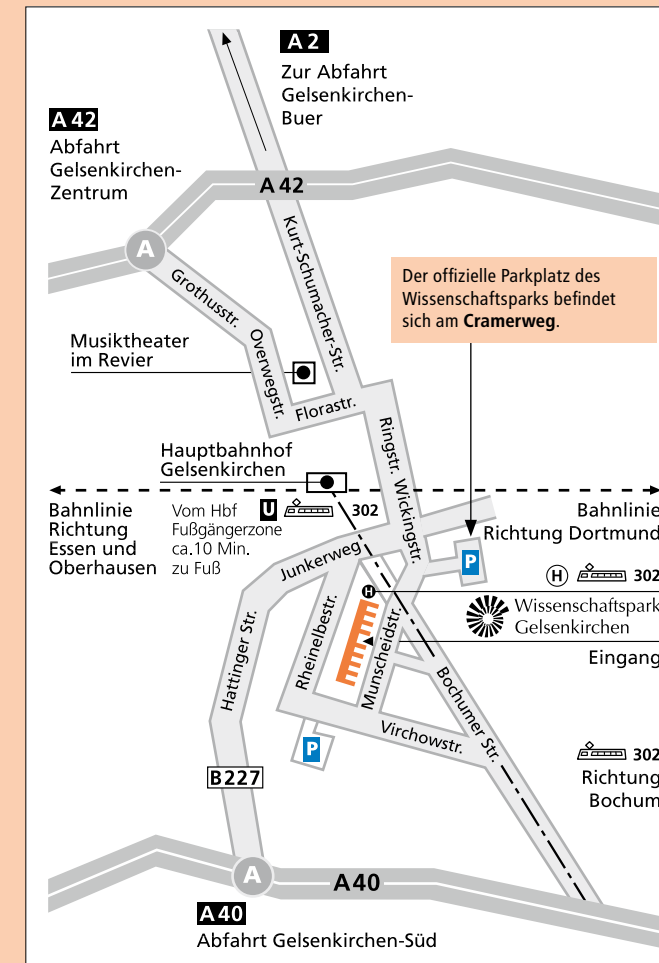 A 2
Zur Abfahrt
Gelsenkirchen-
Buer
A 42
Abfahrt
Gelsenkirchen-
Zentrum
A 42
A
Grothusstr.
Kurt-Schumacher-Str.
Der offizielle Parkplatz des
Wissenschaftsparks befindet
sich am Cramerweg.
Musiktheater
im Revier
Overwegstr.
Florastr.
Ringstr.
Wickingstr.
Hauptbahnhof
Gelsenkirchen
Bahnlinie
Richtung
Essen und
Oberhausen
Vom Hbf
Fußgängerzone
ca.10 Min.
zu Fuß
U
302
Bahnlinie
Richtung Dortmund
Junkerweg
P
H 302
H
Wissenschaftspark
Gelsenkirchen
Eingang
Hattinger Str.
Rheinelbestr.
Munscheidstr.
Bochumer Str.
Virchowstr.
P
B227
302
Richtung
Bochum
A
A40
A40
Abfahrt Gelsenkirchen-Süd